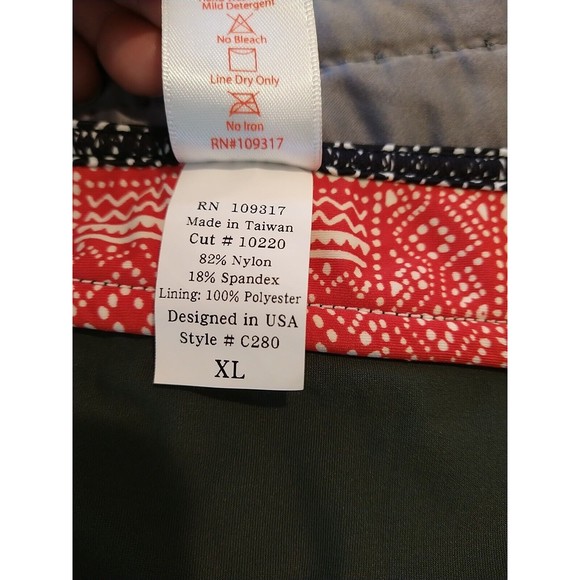 Mild Detergent
No Bleach
Line Dry Only
No Iron
RN#109317
RN 109317
Made in Taiwan
Cut # 10220
82% Nylon
18% Spandex
Lining: 100% Polyester
Designed in USA
Style # C280
XL